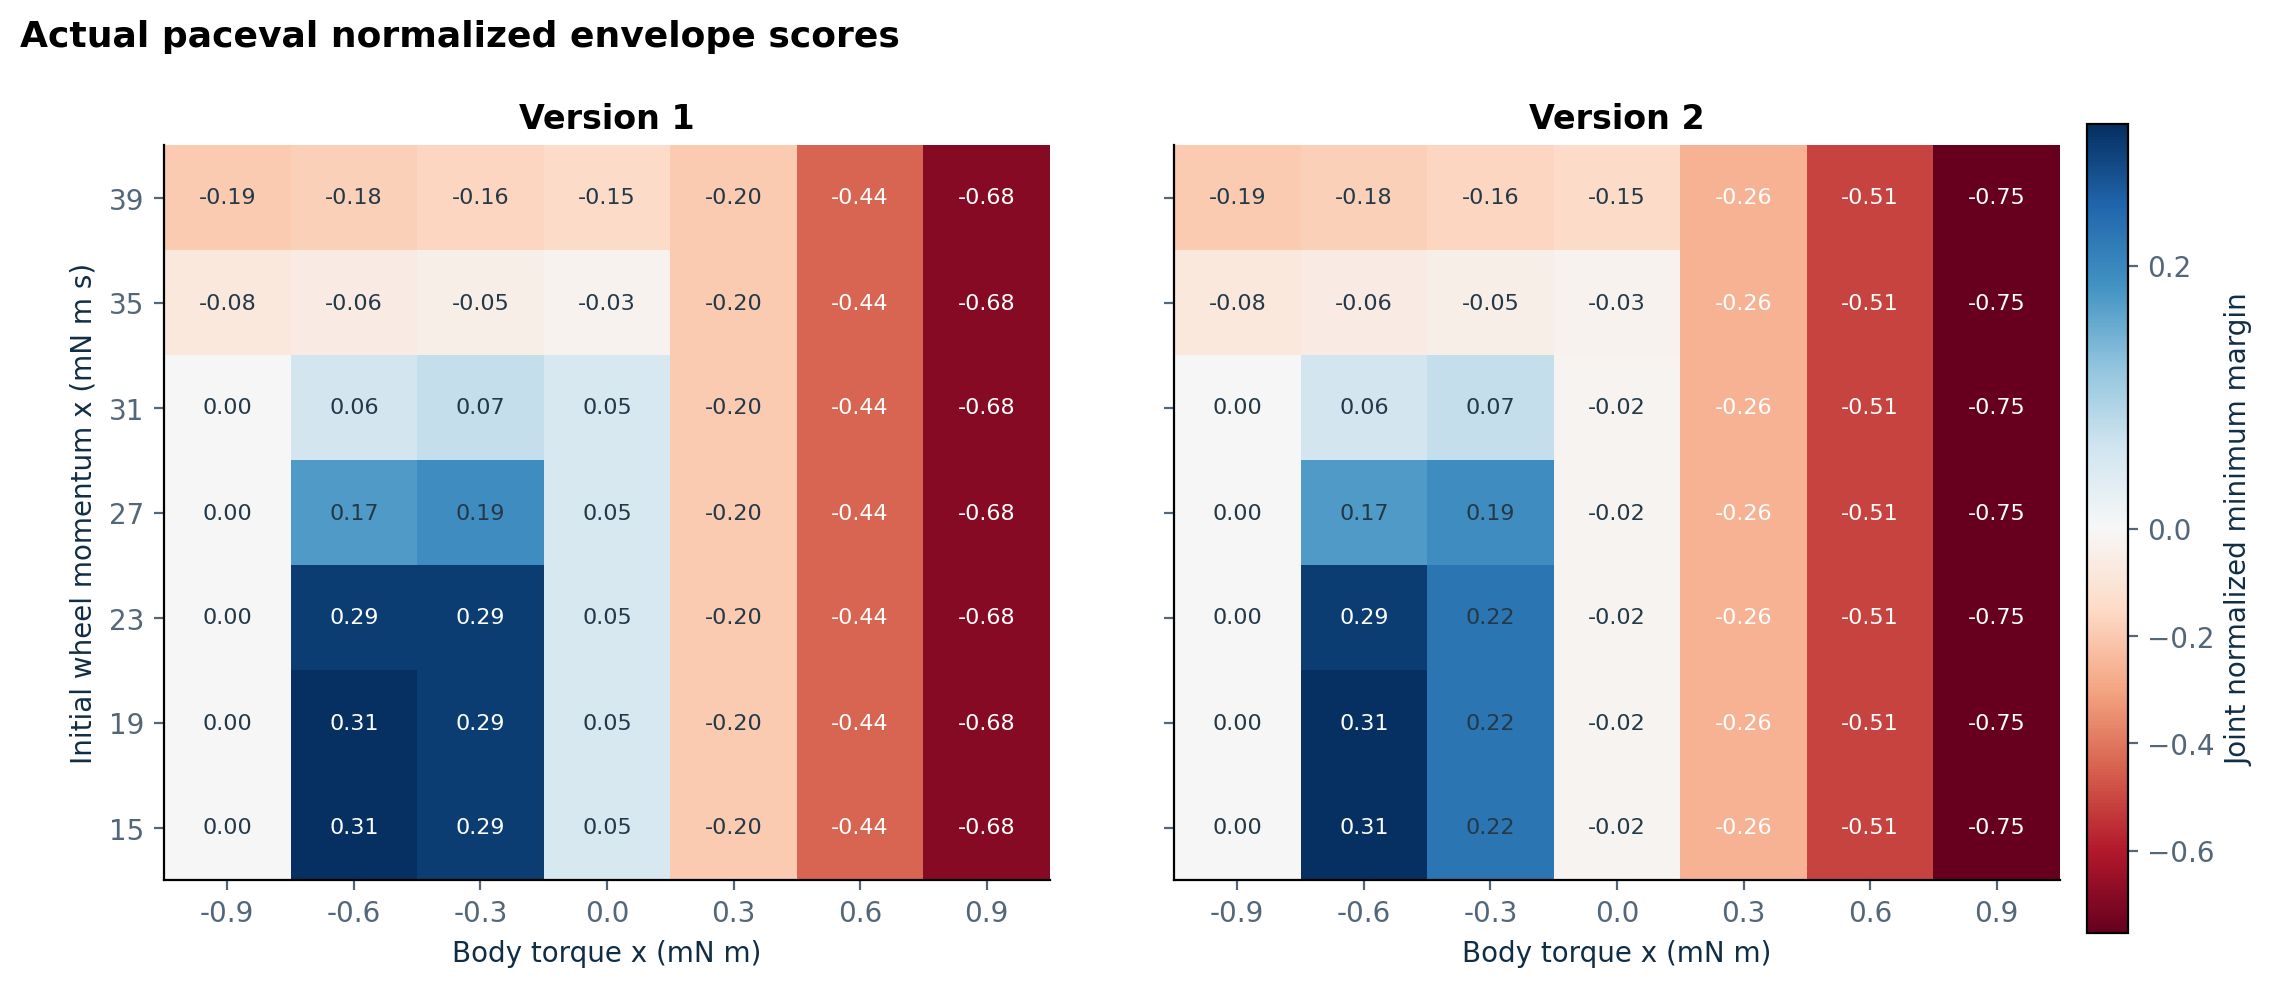 Actual paceval normalized envelope scores
Version 1
Version 2
39 -0.19 -0.18 -0.16 -0.15 -0.20 -0.44 -0.68
35 -0.08 -0.06 -0.05 -0.03 -0.20 -0.44 -0.68
31 0.00 0.06 0.07 0.05 -0.20 -0.44 -0.68
27 0.00 0.17 0.19 0.05 -0.20 -0.44 -0.68
23 0.00 0.29 0.29 0.05 -0.20 -0.44 -0.68
19 0.00 0.31 0.29 0.05 -0.20 -0.44 -0.68
15 0.00 0.31 0.29 0.05 -0.20 -0.44 -0.68
-0.9 -0.6 -0.3 0.0 0.3 0.6 0.9
Body torque x (mN m)
Initial wheel momentum x (mN m s)
-0.19 -0.18 -0.16 -0.15 -0.26 -0.51 -0.75
-0.08 -0.06 -0.05 -0.03 -0.26 -0.51 -0.75
0.00 0.06 0.07 -0.02 -0.26 -0.51 -0.75
0.00 0.17 0.19 -0.02 -0.26 -0.51 -0.75
0.00 0.29 0.22 -0.02 -0.26 -0.51 -0.75
0.00 0.31 0.22 -0.02 -0.26 -0.51 -0.75
0.00 0.31 0.22 -0.02 -0.26 -0.51 -0.75
-0.9 -0.6 -0.3 0.0 0.3 0.6 0.9
Body torque x (mN m)
0.2
0.0
−0.2
−0.4
−0.6
Joint normalized minimum margin